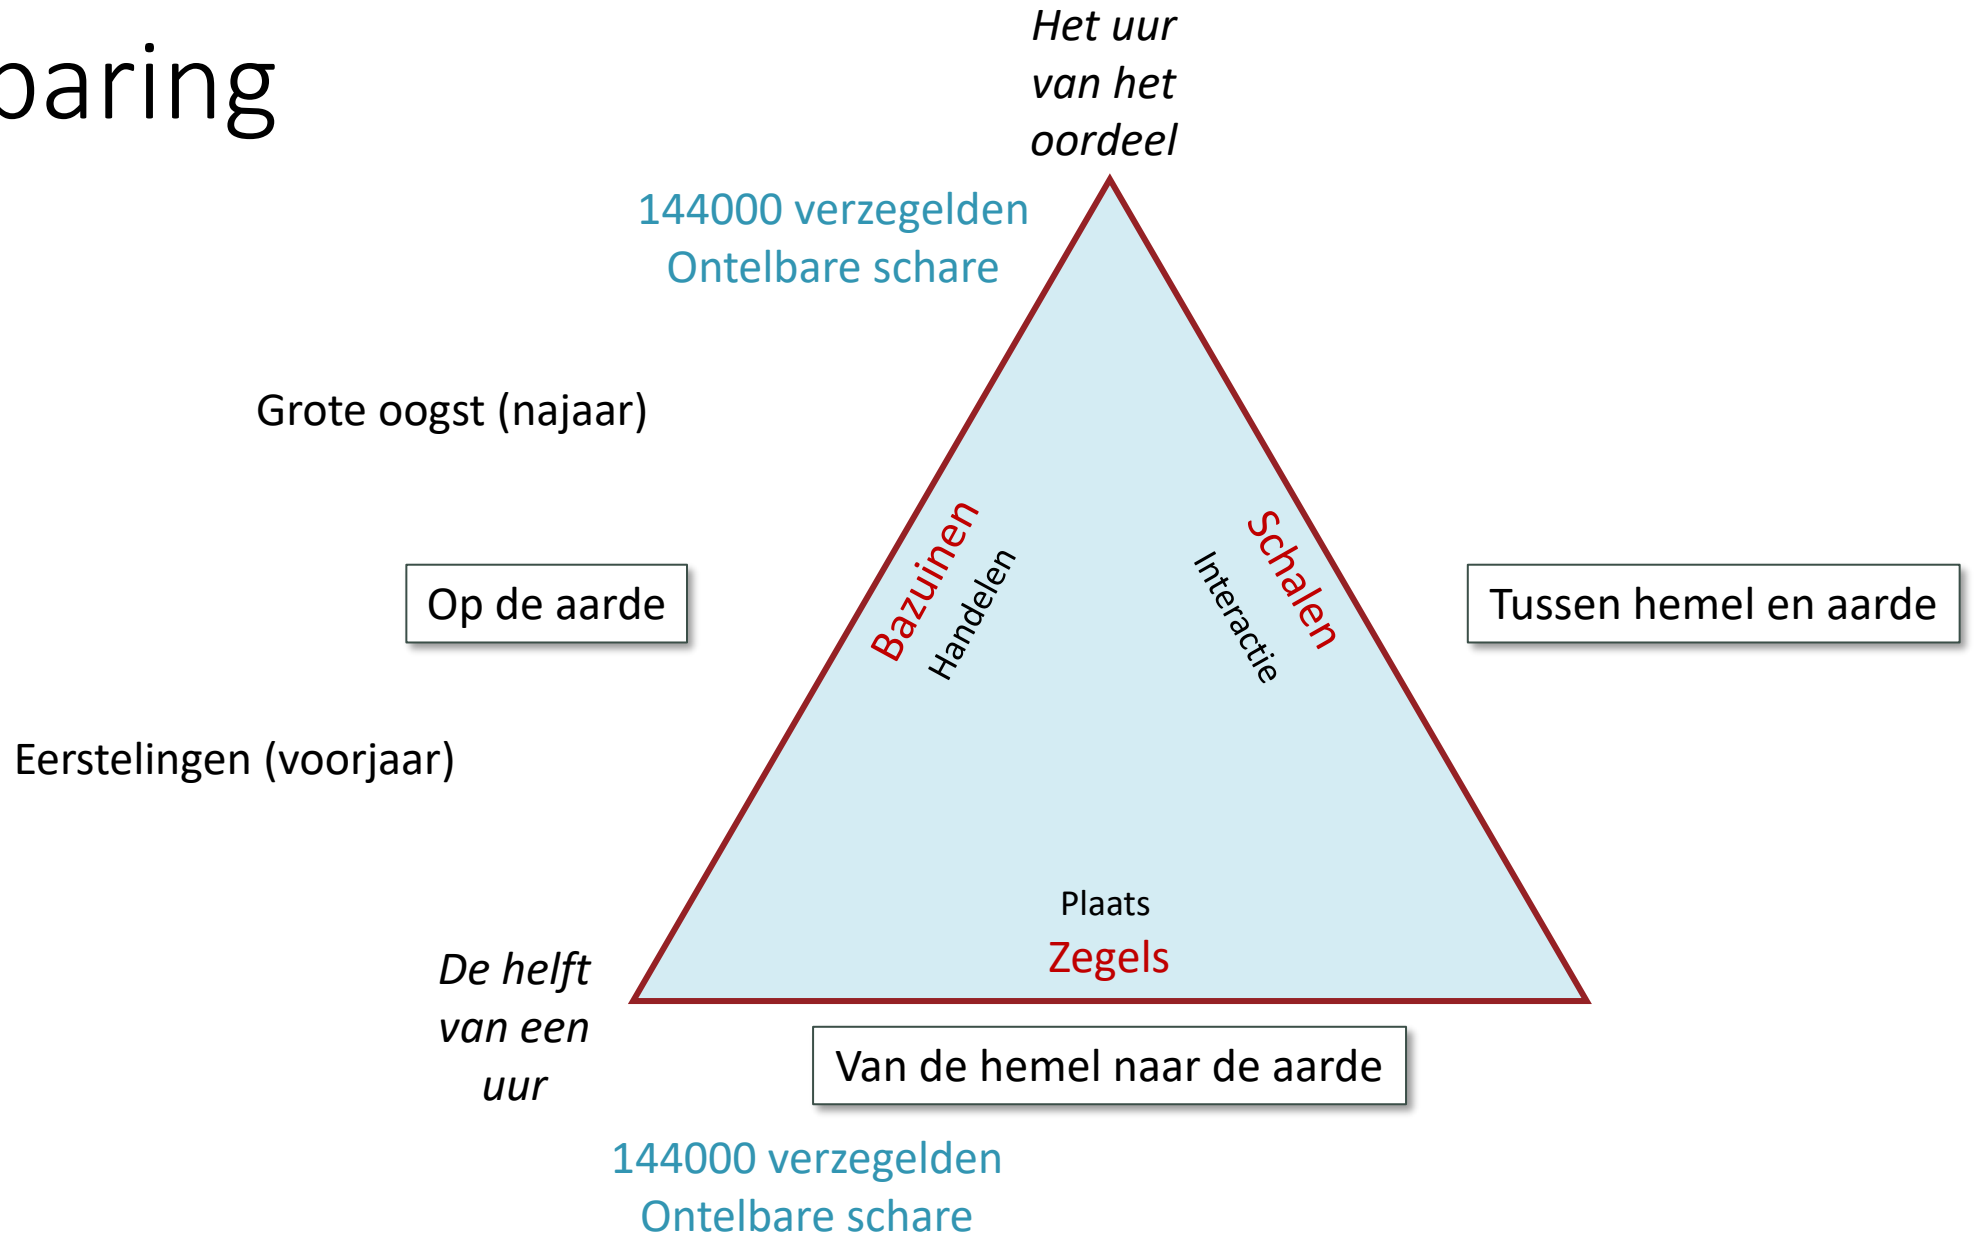 baring
Het uur
van het
oordeel
144000 verzegelden
Ontelbare schare
Grote oogst (najaar)
Bazuinen
Handelen
Schalen
Interactie
Op de aarde
Tussen hemel en aarde
Eerstelingen (voorjaar)
Plaats
Zegels
De helft
van een
uur
Van de hemel naar de aarde
144000 verzegelden
Ontelbare schare